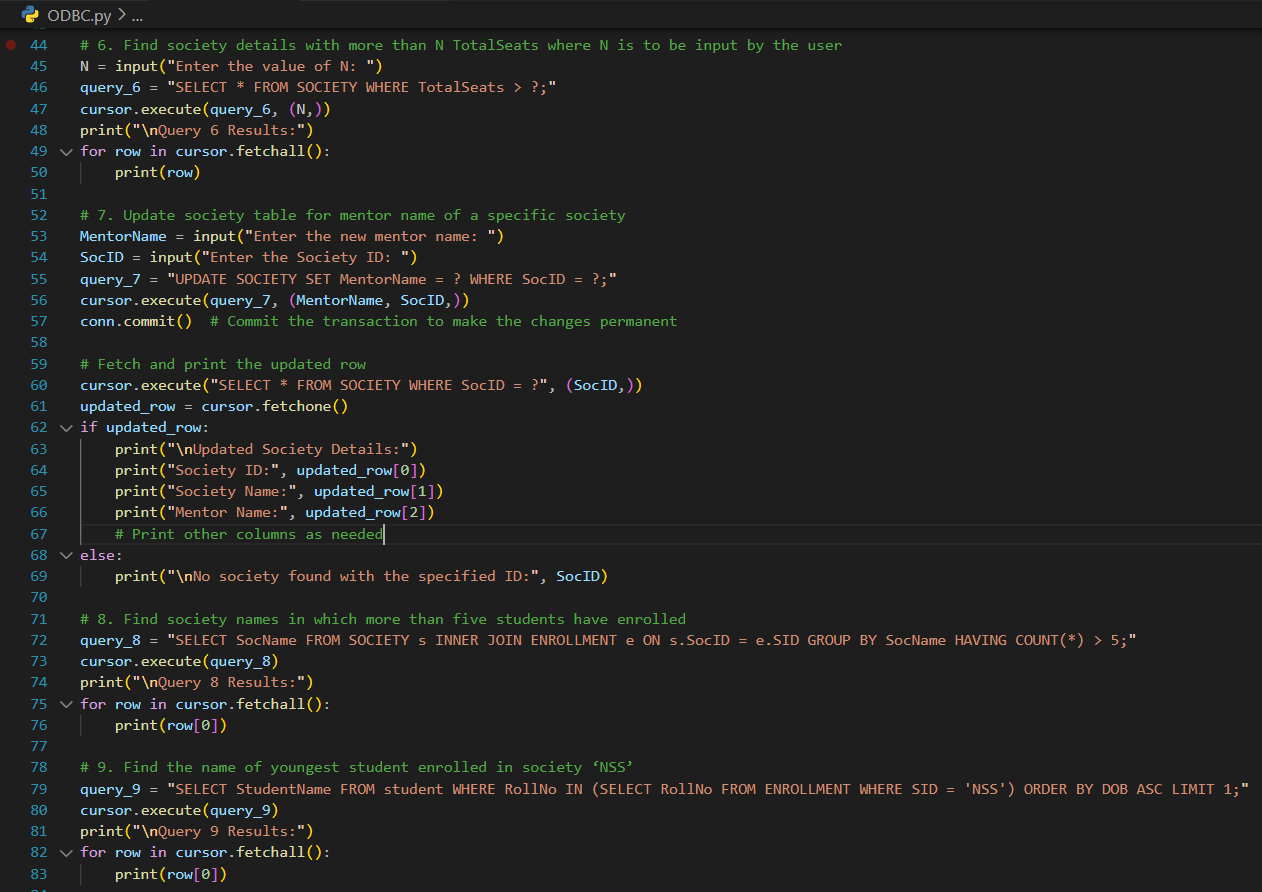 ODBC.py > ...
44 # 6. Find society details with more than N TotalSeats where N is to be input by the user
45 N = input("Enter the value of N: ")
46 query_6 = "SELECT * FROM SOCIETY WHERE TotalSeats > ?;"
47 cursor.execute(query_6, (N,))
48 print("\nQuery 6 Results:")
49 for row in cursor.fetchall():
50     print(row)
51
52 # 7. Update society table for mentor name of a specific society
53 MentorName = input("Enter the new mentor name: ")
54 SocID = input("Enter the Society ID: ")
55 query_7 = "UPDATE SOCIETY SET MentorName = ? WHERE SocID = ?;"
56 cursor.execute(query_7, (MentorName, SocID,))
57 conn.commit()  # Commit the transaction to make the changes permanent
58
59 # Fetch and print the updated row
60 cursor.execute("SELECT * FROM SOCIETY WHERE SocID = ?", (SocID,))
61 updated_row = cursor.fetchone()
62 if updated_row:
63     print("\nUpdated Society Details:")
64     print("Society ID:", updated_row[0])
65     print("Society Name:", updated_row[1])
66     print("Mentor Name:", updated_row[2])
67     # Print other columns as needed
68 else:
69     print("\nNo society found with the specified ID:", SocID)
70
71 # 8. Find society names in which more than five students have enrolled
72 query_8 = "SELECT SocName FROM SOCIETY s INNER JOIN ENROLLMENT e ON s.SocID = e.SID GROUP BY SocName HAVING COUNT(*) > 5;"
73 cursor.execute(query_8)
74 print("\nQuery 8 Results:")
75 for row in cursor.fetchall():
76     print(row[0])
77
78 # 9. Find the name of youngest student enrolled in society ‘NSS’
79 query_9 = "SELECT StudentName FROM student WHERE RollNo IN (SELECT RollNo FROM ENROLLMENT WHERE SID = 'NSS') ORDER BY DOB ASC LIMIT 1;"
80 cursor.execute(query_9)
81 print("\nQuery 9 Results:")
82 for row in cursor.fetchall():
83     print(row[0])